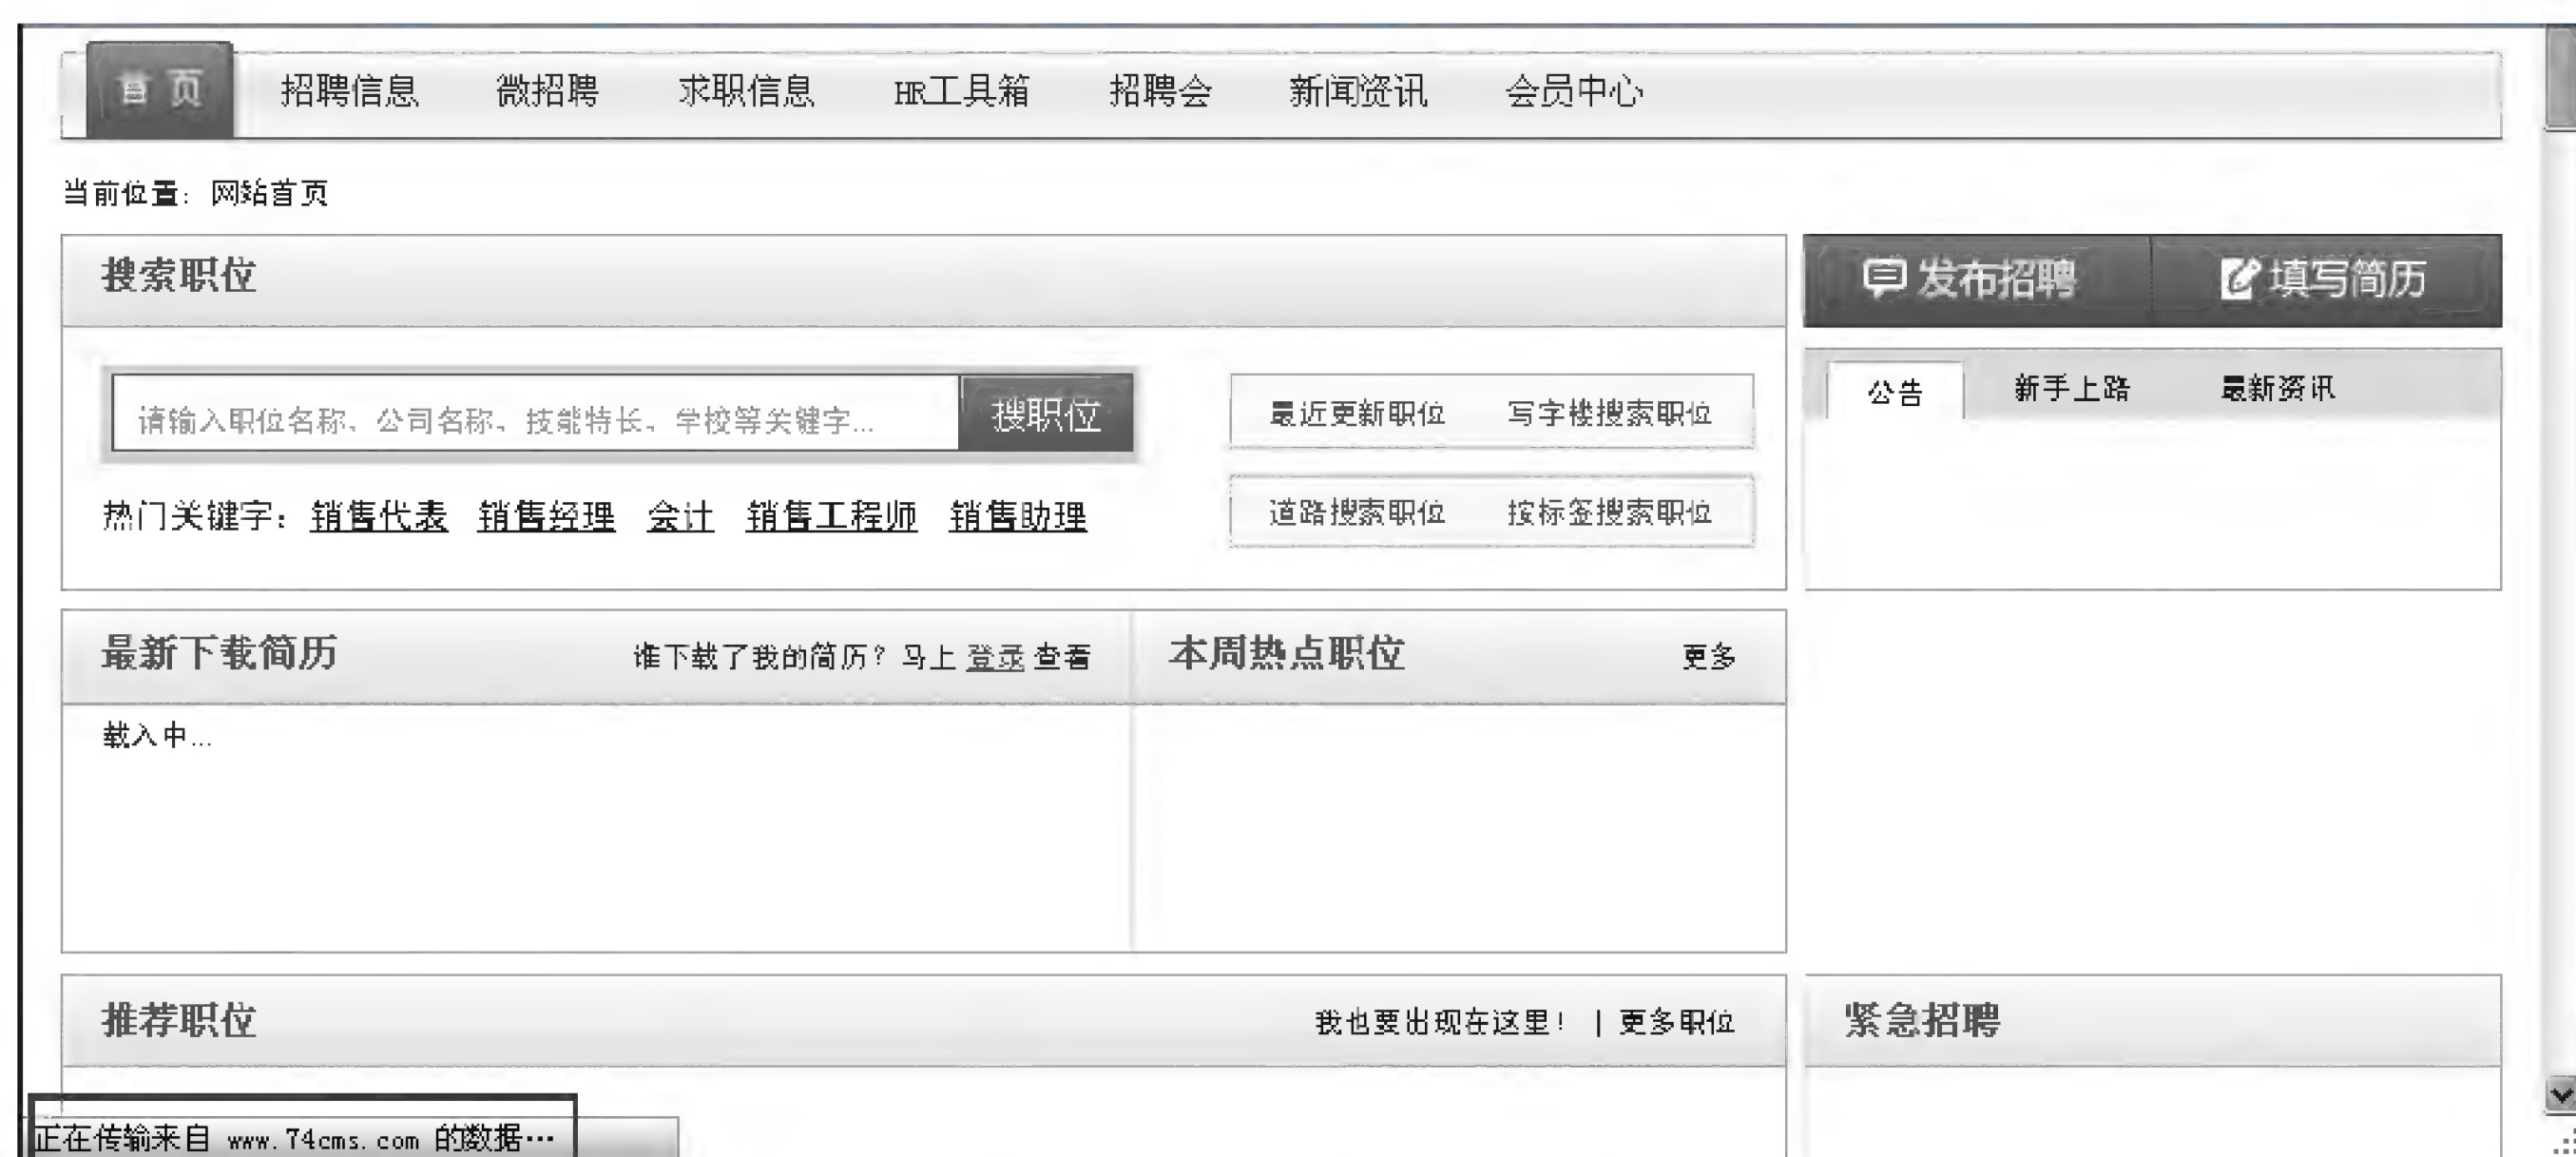 首页 招聘信息 微招聘 求职信息 HR工具箱 招聘会 新闻资讯 会员中心
当前位置：网站首页
搜索职位
发布招聘 填写简历
请输入职位名称、公司名称、技能特长、学校等关键字... 搜职位
最近更新职位 写字楼搜索职位
公告 新手上路 最新资讯
热门关键字：销售代表 销售经理 会计 销售工程师 销售助理
道路搜索职位 按标签搜索职位
最新下载简历 谁下载了我的简历？马上 登录 查看
本周热点职位 更多
载入中...
推荐职位 我也要出现在这里！ | 更多职位
紧急招聘
正在传输来自 www.74cms.com 的数据…